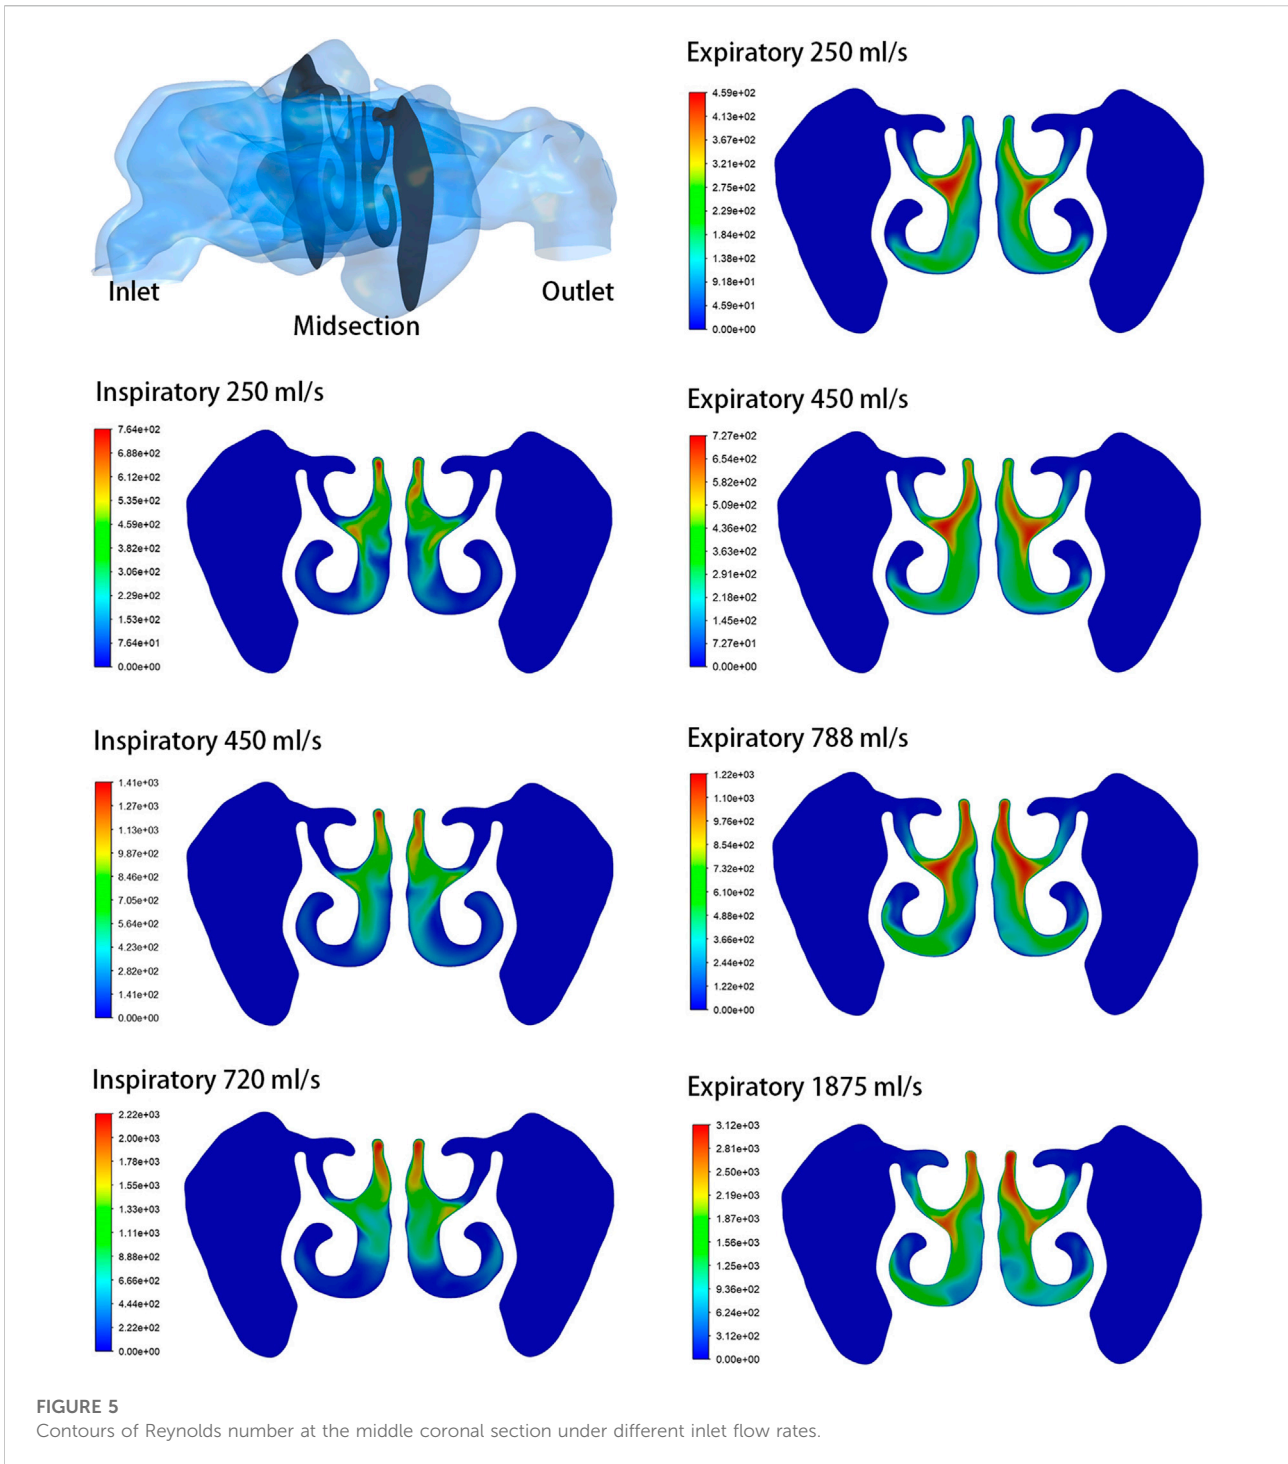 Inlet
Midsection
Outlet
Expiratory 250 ml/s
4.59e+02
4.13e+02
3.67e+02
3.21e+02
2.75e+02
2.29e+02
1.84e+02
1.38e+02
9.18e+01
4.59e+01
0.00e+00
Inspiratory 250 ml/s
7.64e+02
6.88e+02
6.12e+02
5.35e+02
4.59e+02
3.82e+02
3.06e+02
2.29e+02
1.53e+02
7.64e+01
0.00e+00
Expiratory 450 ml/s
7.27e+02
6.54e+02
5.82e+02
5.09e+02
4.36e+02
3.63e+02
2.91e+02
2.18e+02
1.45e+02
7.27e+01
0.00e+00
Inspiratory 450 ml/s
1.41e+03
1.27e+03
1.13e+03
9.87e+02
8.46e+02
7.05e+02
5.64e+02
4.23e+02
2.82e+02
1.41e+02
0.00e+00
Expiratory 788 ml/s
1.22e+03
1.10e+03
9.76e+02
8.54e+02
7.32e+02
6.10e+02
4.88e+02
3.66e+02
2.44e+02
1.22e+02
0.00e+00
Inspiratory 720 ml/s
2.22e+03
2.00e+03
1.78e+03
1.55e+03
1.33e+03
1.11e+03
8.88e+02
6.66e+02
4.44e+02
2.22e+02
0.00e+00
Expiratory 1875 ml/s
3.12e+03
2.81e+03
2.50e+03
2.19e+03
1.87e+03
1.56e+03
1.25e+03
9.36e+02
6.24e+02
3.12e+02
0.00e+00
FIGURE 5
Contours of Reynolds number at the middle coronal section under different inlet flow rates.